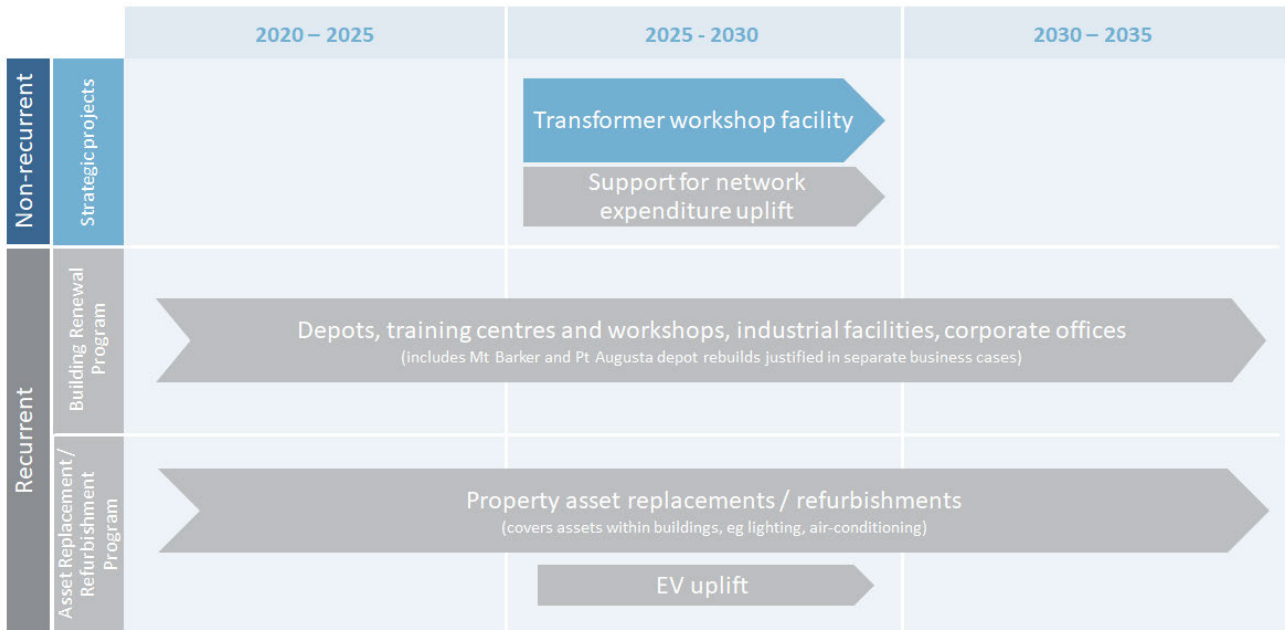 2020 – 2025
2025 - 2030
2030 – 2035
Non-recurrent
Strategic projects
Transformer workshop facility
Support for network
expenditure uplift
Recurrent
Building Renewal
Program
Depots, training centres and workshops, industrial facilities, corporate offices
(includes Mt Barker and Pt Augusta depot rebuilds justified in separate business cases)
Asset Replacement /
Refurbishment
Program
Property asset replacements / refurbishments
(covers assets within buildings, eg lighting, air-conditioning)
EV uplift